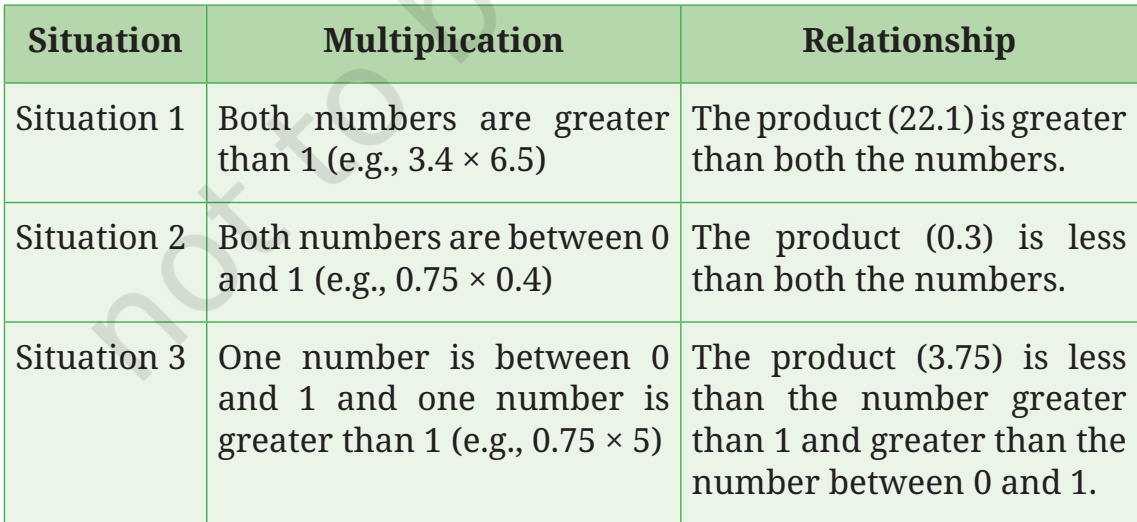 Situation Multiplication Relationship
Situation 1 Both numbers are greater The product (22.1) is greater
than 1 (e.g., 3.4 × 6.5) than both the numbers.
Situation 2 Both numbers are between 0 The product (0.3) is less
and 1 (e.g., 0.75 × 0.4) than both the numbers.
Situation 3 One number is between 0 The product (3.75) is less
and 1 and one number is than the number greater
greater than 1 (e.g., 0.75 × 5) than 1 and greater than the
number between 0 and 1.
not to b